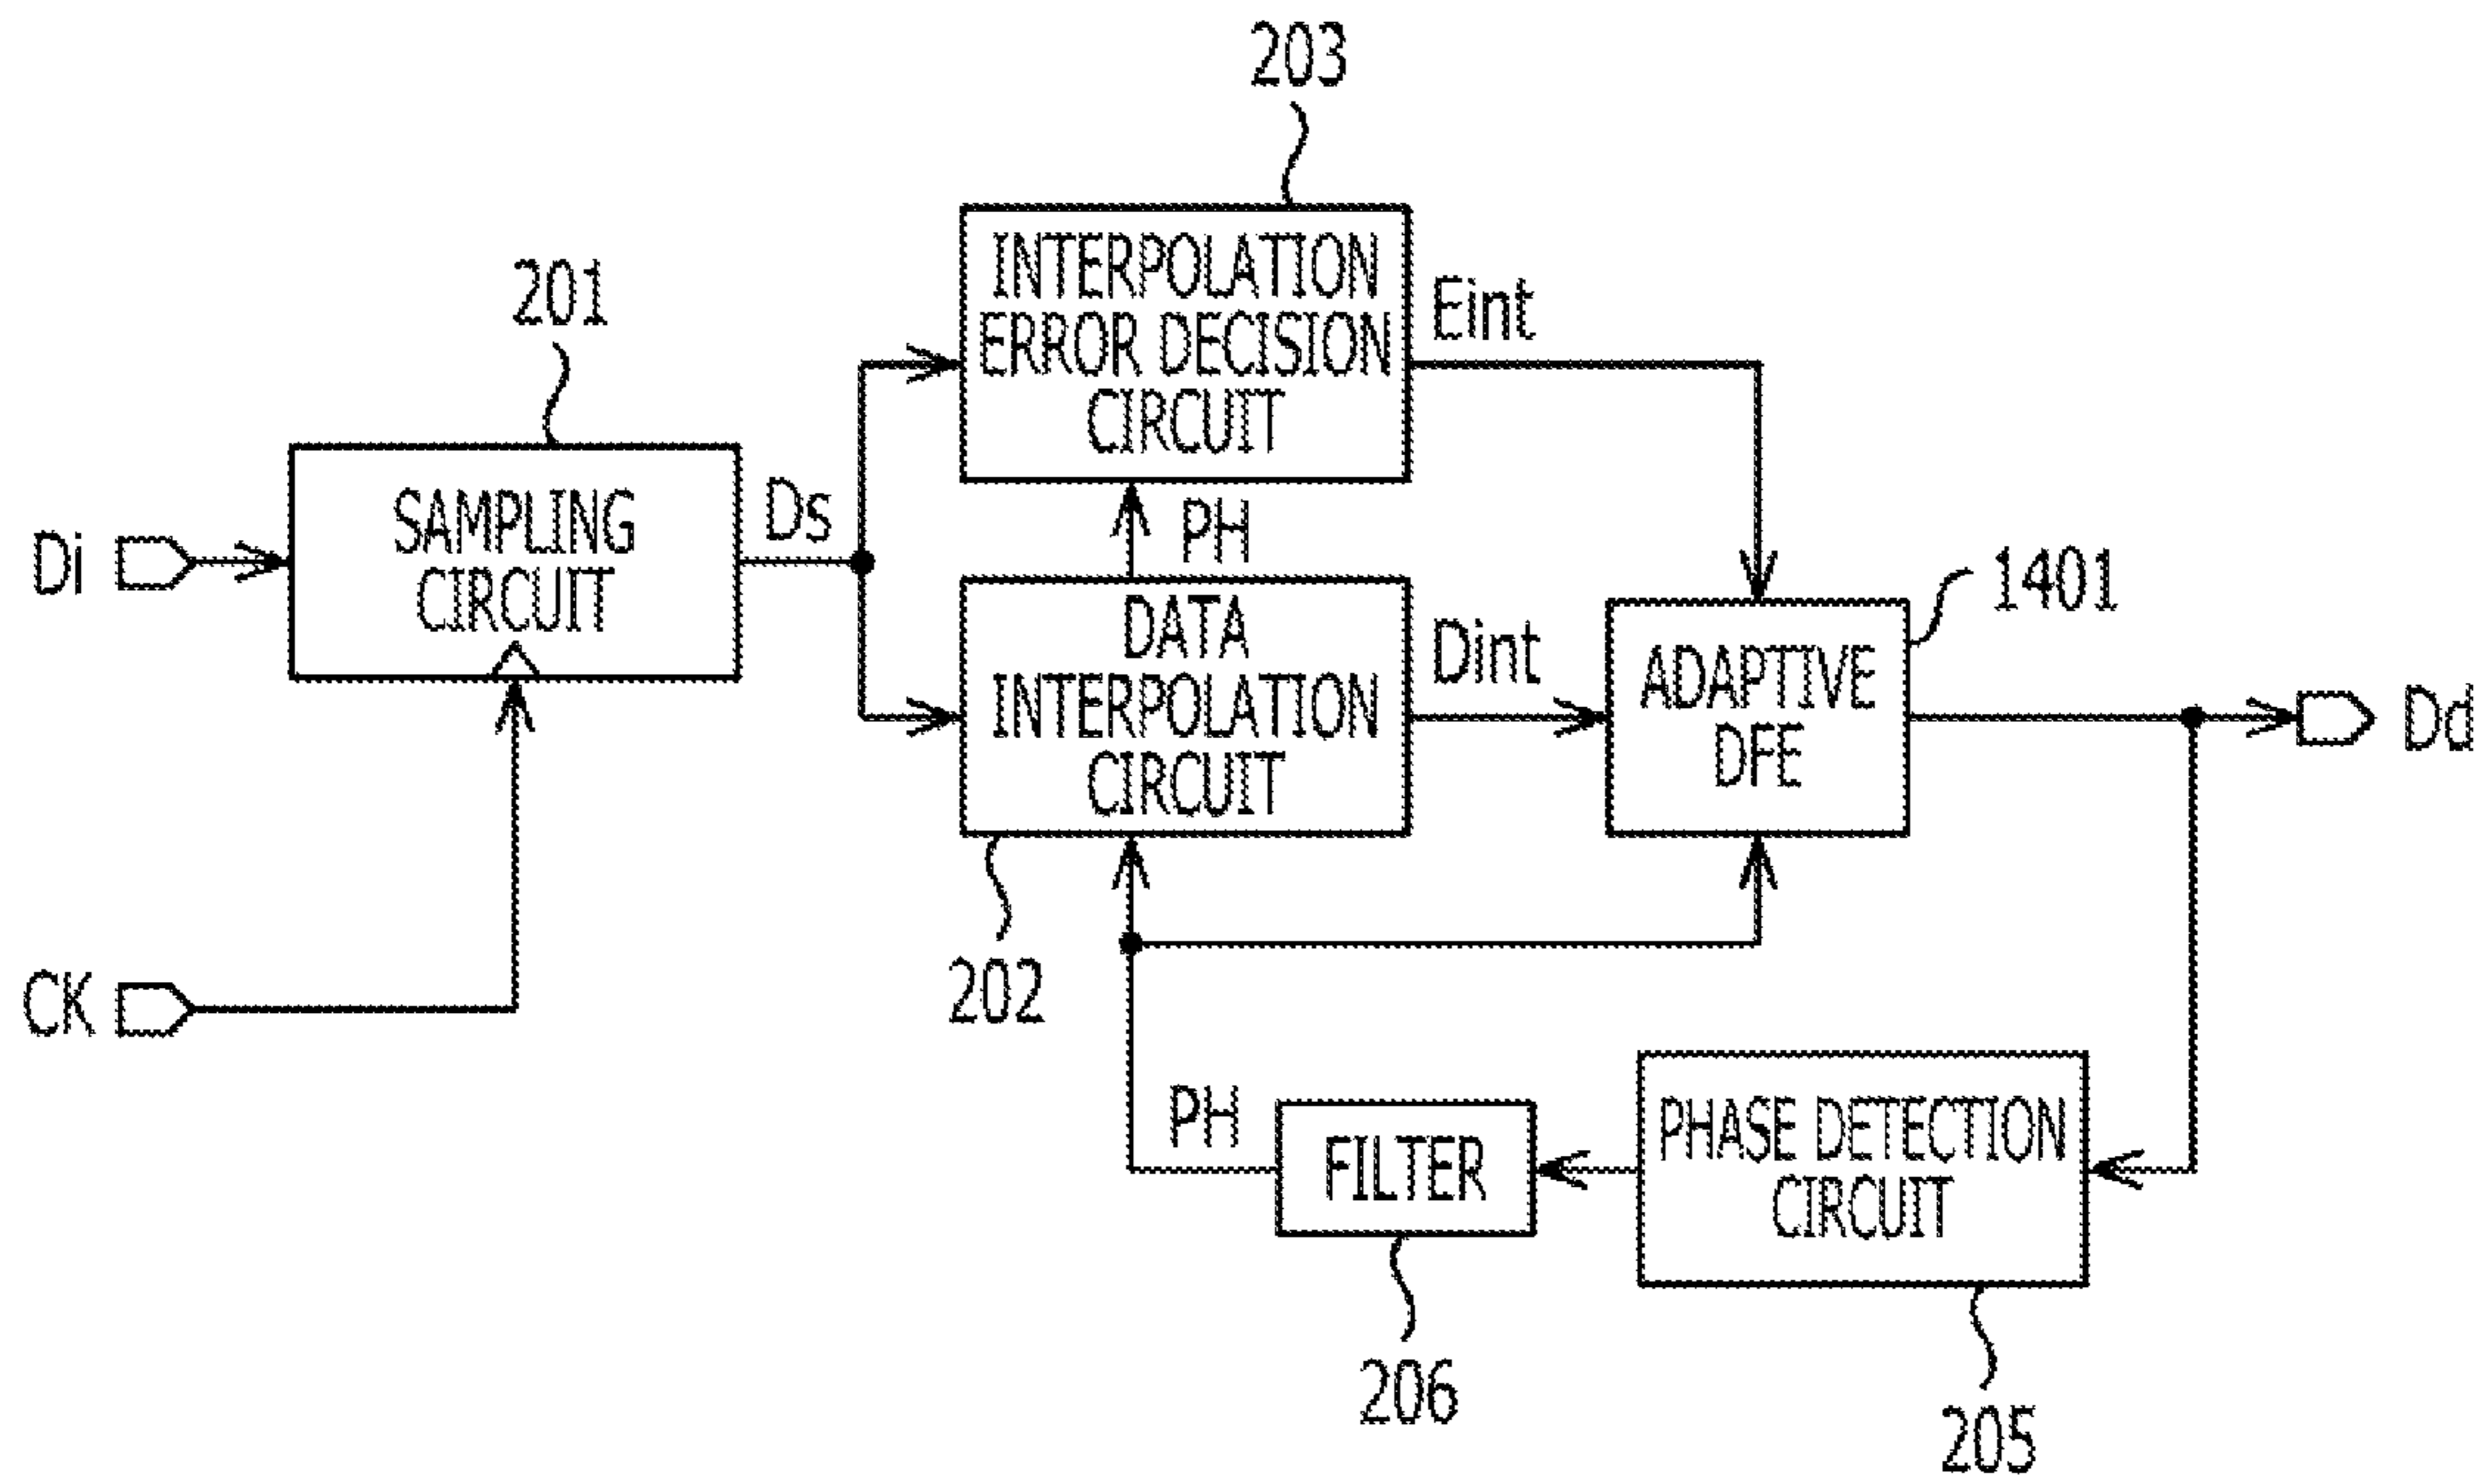 203
INTERPOLATION
ERROR DECISION
CIRCUIT
Eint
201
SAMPLING
CIRCUIT
Ds
Di
PH
1401
DATA
INTERPOLATION
CIRCUIT
Dint
ADAPTIVE
DFE
Dd
202
CK
PH
FILTER
PHASE DETECTION
CIRCUIT
206
205